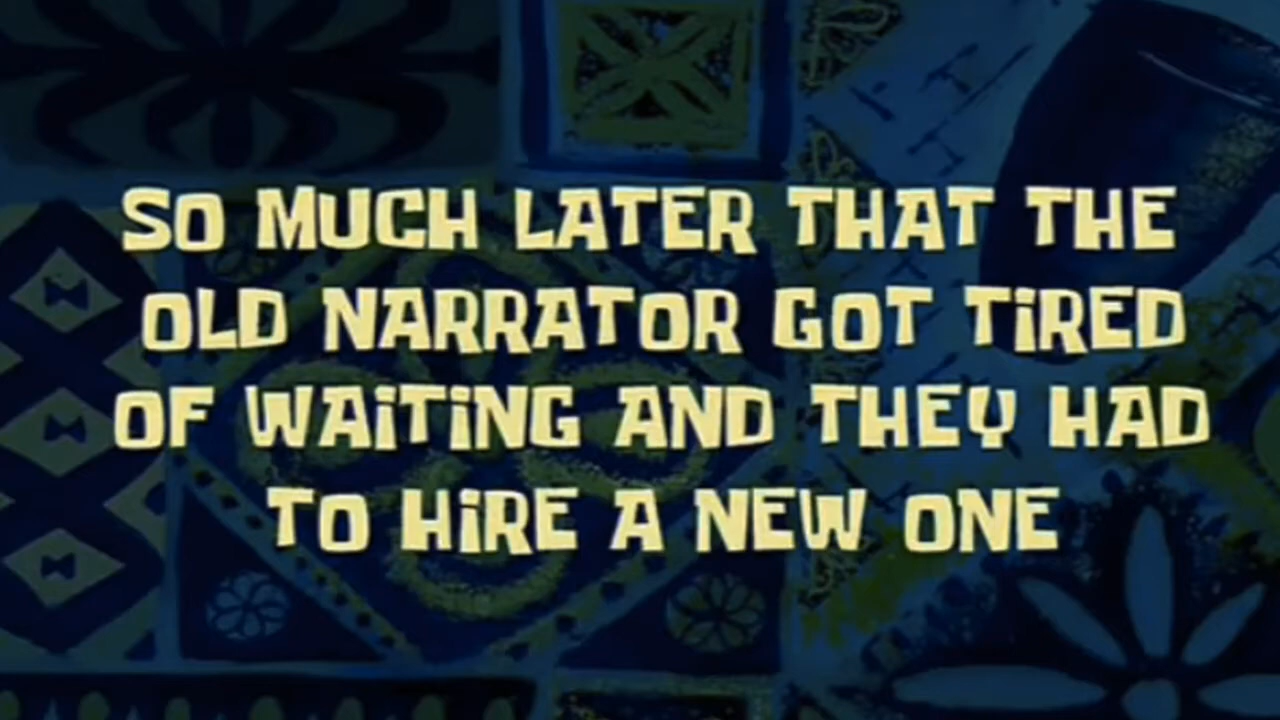 SO MUCH LATER THAT THE
OLD NARRATOR GOT TiRED
OF WAiTiNG AND THEY HAD
TO HiRE A NEW ONE